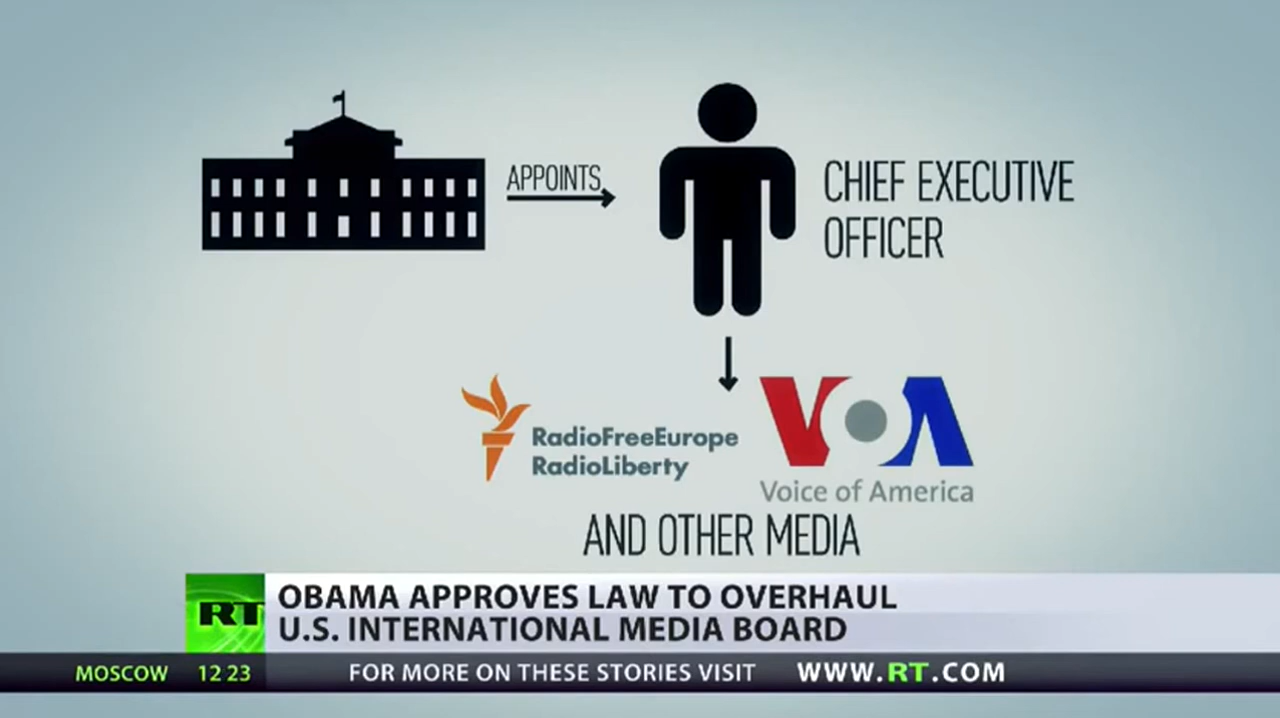 APPOINTS
CHIEF EXECUTIVE
OFFICER
RadioFreeEurope
RadioLiberty
VOA
Voice of America
AND OTHER MEDIA
RT
OBAMA APPROVES LAW TO OVERHAUL
U.S. INTERNATIONAL MEDIA BOARD
MOSCOW 12 23 FOR MORE ON THESE STORIES VISIT WWW.RT.COM